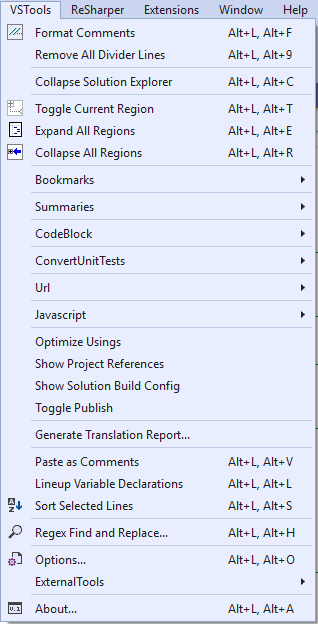 VSTools ReSharper Extensions Window Help
Format Comments Alt+L, Alt+F
Remove All Divider Lines Alt+L, Alt+9
Collapse Solution Explorer Alt+L, Alt+C
Toggle Current Region Alt+L, Alt+T
Expand All Regions Alt+L, Alt+E
Collapse All Regions Alt+L, Alt+R
Bookmarks
Summaries
CodeBlock
ConvertUnitTests
Url
Javascript
Optimize Usings
Show Project References
Show Solution Build Config
Toggle Publish
Generate Translation Report...
Paste as Comments Alt+L, Alt+V
Lineup Variable Declarations Alt+L, Alt+L
Sort Selected Lines Alt+L, Alt+S
Regex Find and Replace... Alt+L, Alt+H
Options... Alt+L, Alt+O
ExternalTools
V.1 About... Alt+L, Alt+A